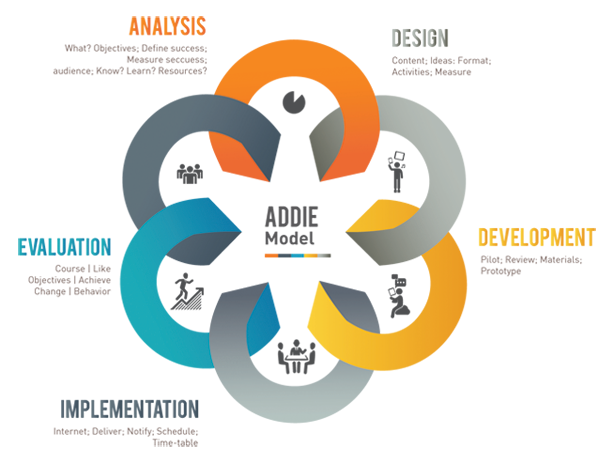 ANALYSIS
What? Objectives; Define success;
Measure seccuess;
audience; Know? Learn? Resources?
DESIGN
Content; Ideas: Format;
Activities; Measure
ADDIE
Model
EVALUATION
Course | Like
Objectives | Achieve
Change | Behavior
DEVELOPMENT
Pilot; Review; Materials;
Prototype
IMPLEMENTATION
Internet; Deliver; Notify; Schedule;
Time-table